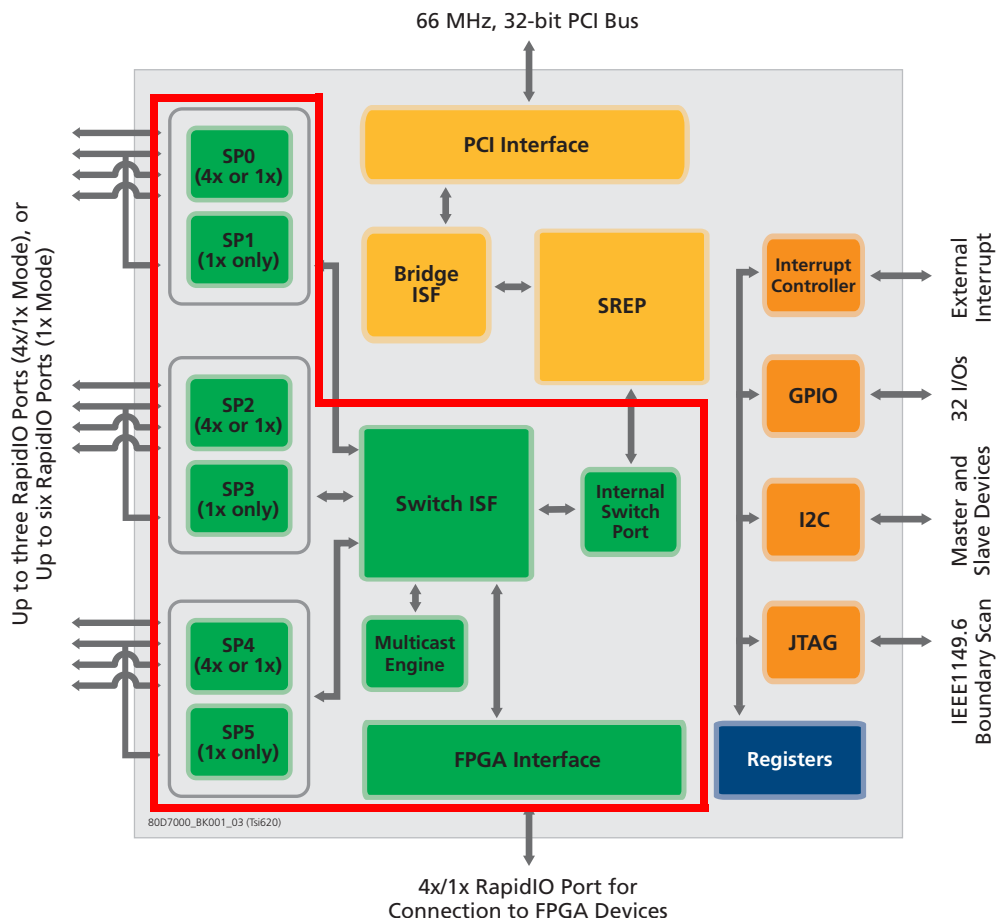 66 MHz, 32-bit PCI Bus
Up to three RapidIO Ports (4x/1x Mode), or
Up to six RapidIO Ports (1x Mode)
SP0
(4x or 1x)
SP1
(1x only)
SP2
(4x or 1x)
SP3
(1x only)
SP4
(4x or 1x)
SP5
(1x only)
PCI Interface
Bridge
ISF
SREP
Switch ISF
Internal
Switch
Port
Multicast
Engine
FPGA Interface
Interrupt
Controller
GPIO
I2C
JTAG
Registers
External
Interrupt
32 I/Os
Master and
Slave Devices
IEEE1149.6
Boundary Scan
80D7000_BK001_03 (Tsi620)
4x/1x RapidIO Port for
Connection to FPGA Devices